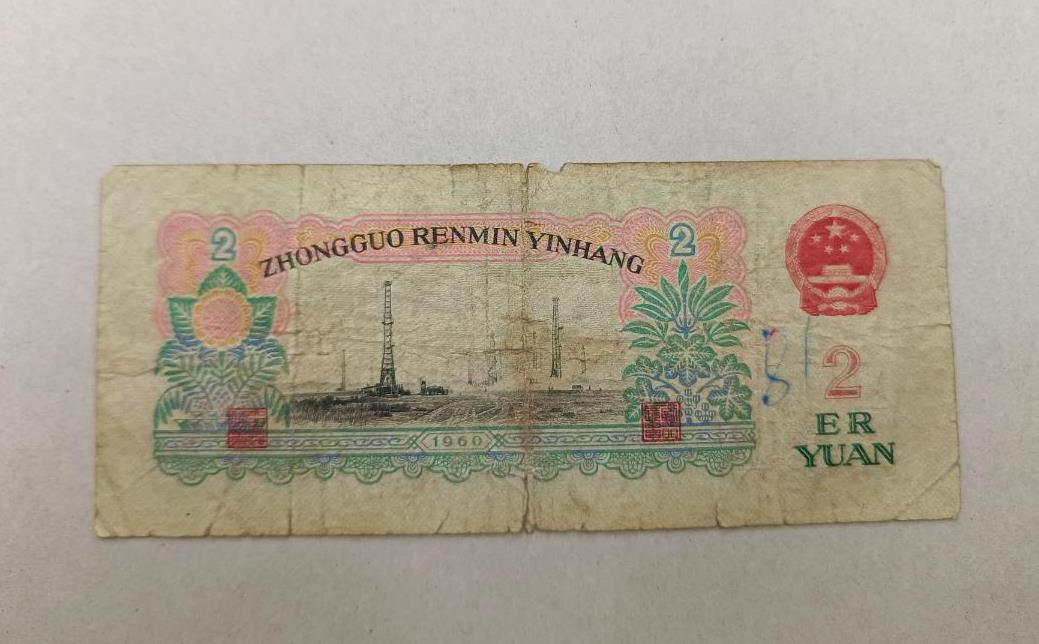 2
2
ZHONGGUO RENMIN YINHANG
2
ER
YUAN
1960